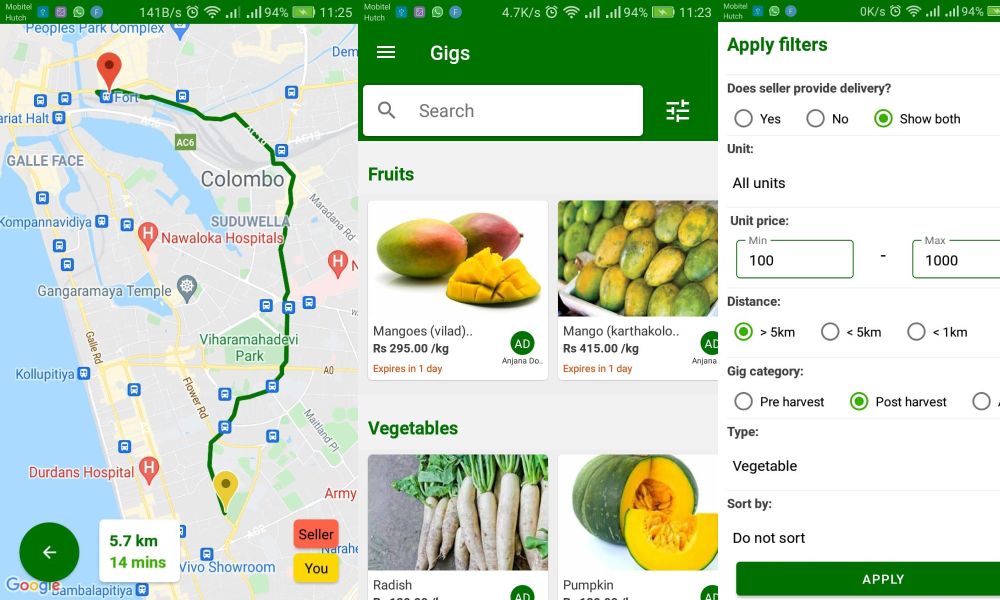 Mobitel
Hutch
141B/s
94%
11:25
Peoples Park Complex
Dem
Fort
ariat Halt
AC6
AC13
GALLE FACE
Colombo
Kompannavidiya
SUDUWELLA
Maradana Rd
Nawaloka Hospitals
Gangaramaya Temple
Viharamahadevi
Park
Galle Rd
A0
Kollupitiya
Flower Rd
Maitland Pl
Durdans Hospital
Army
AC2
5.7 km
14 mins
Seller
You
Narahe
Vivo Showroom
Google
Bambalapitiya
Mobitel
Hutch
4.7K/s
94%
11:23
Gigs
Search
Fruits
Mangoes (vilad)..
Rs 295.00 /kg
Expires in 1 day
AD
Anjana Do..
Mango (karthakolo..
Rs 415.00 /kg
Expires in 1 day
AD
Anjana
Vegetables
Radish
AD
Pumpkin
AD
Mobitel
Hutch
0K/s
94%
Apply filters
Does seller provide delivery?
Yes No Show both
Unit:
All units
Unit price:
Min
100
-
Max
1000
Distance:
> 5km < 5km < 1km
Gig category:
Pre harvest Post harvest
Type:
Vegetable
Sort by:
Do not sort
APPLY